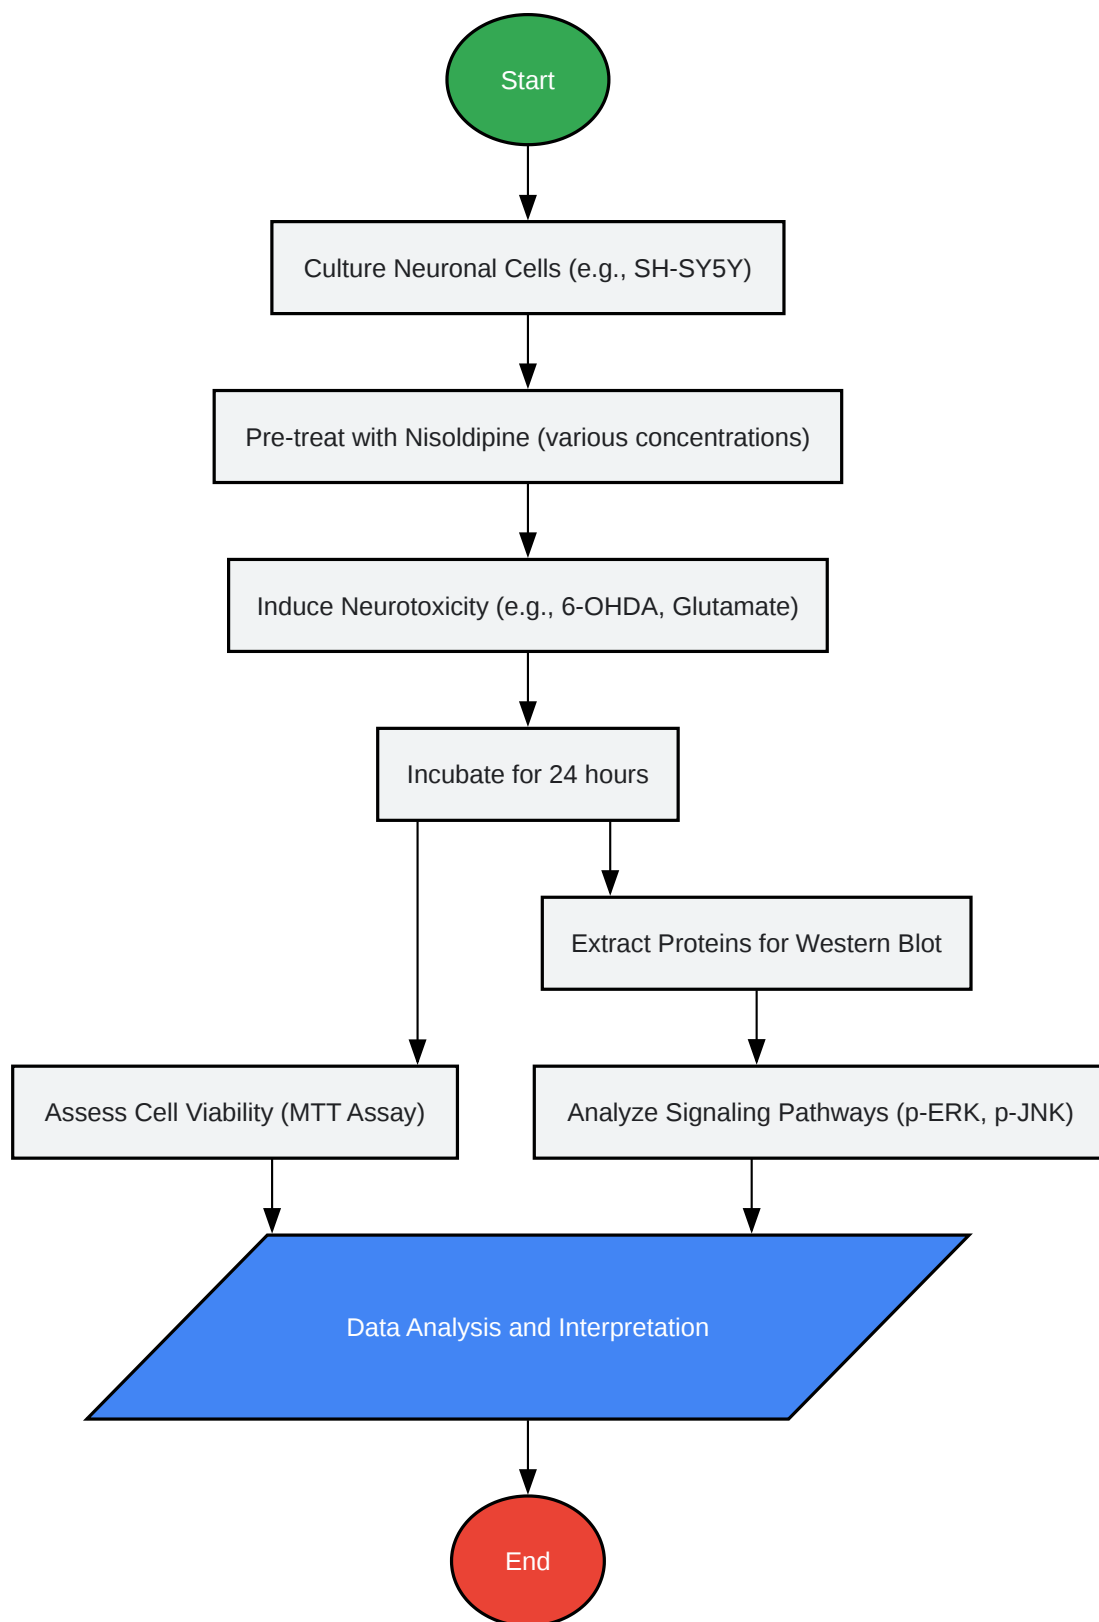 Start
Culture Neuronal Cells (e.g., SH-SY5Y)
Pre-treat with Nisoldipine (various concentrations)
Induce Neurotoxicity (e.g., 6-OHDA, Glutamate)
Incubate for 24 hours
Extract Proteins for Western Blot
Assess Cell Viability (MTT Assay)
Analyze Signaling Pathways (p-ERK, p-JNK)
Data Analysis and Interpretation
End